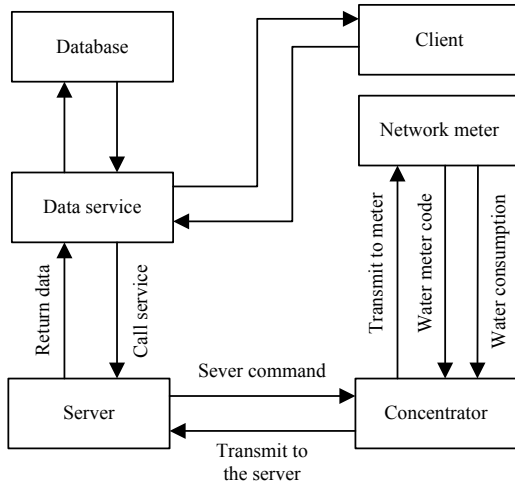 Database
Client
Network meter
Data service
Return data
Call service
Transmit to meter
Water meter code
Water consumption
Sever command
Server
Concentrator
Transmit to
the server